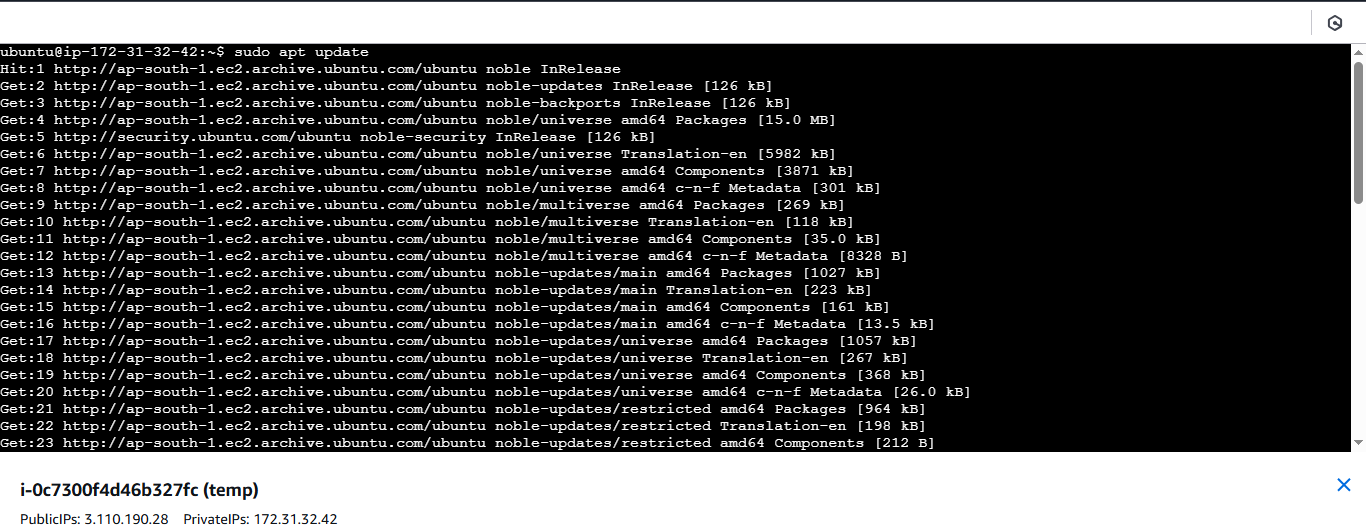 ubuntu@ip-172-31-32-42:~$ sudo apt update
Hit:1 http://ap-south-1.ec2.archive.ubuntu.com/ubuntu noble InRelease
Get:2 http://ap-south-1.ec2.archive.ubuntu.com/ubuntu noble-updates InRelease [126 kB]
Get:3 http://ap-south-1.ec2.archive.ubuntu.com/ubuntu noble-backports InRelease [126 kB]
Get:4 http://ap-south-1.ec2.archive.ubuntu.com/ubuntu noble/universe amd64 Packages [15.0 MB]
Get:5 http://security.ubuntu.com/ubuntu noble-security InRelease [126 kB]
Get:6 http://ap-south-1.ec2.archive.ubuntu.com/ubuntu noble/universe Translation-en [5982 kB]
Get:7 http://ap-south-1.ec2.archive.ubuntu.com/ubuntu noble/universe amd64 Components [3871 kB]
Get:8 http://ap-south-1.ec2.archive.ubuntu.com/ubuntu noble/universe amd64 c-n-f Metadata [301 kB]
Get:9 http://ap-south-1.ec2.archive.ubuntu.com/ubuntu noble/multiverse amd64 Packages [269 kB]
Get:10 http://ap-south-1.ec2.archive.ubuntu.com/ubuntu noble/multiverse Translation-en [118 kB]
Get:11 http://ap-south-1.ec2.archive.ubuntu.com/ubuntu noble/multiverse amd64 Components [35.0 kB]
Get:12 http://ap-south-1.ec2.archive.ubuntu.com/ubuntu noble/multiverse amd64 c-n-f Metadata [8328 B]
Get:13 http://ap-south-1.ec2.archive.ubuntu.com/ubuntu noble-updates/main amd64 Packages [1027 kB]
Get:14 http://ap-south-1.ec2.archive.ubuntu.com/ubuntu noble-updates/main Translation-en [223 kB]
Get:15 http://ap-south-1.ec2.archive.ubuntu.com/ubuntu noble-updates/main amd64 Components [161 kB]
Get:16 http://ap-south-1.ec2.archive.ubuntu.com/ubuntu noble-updates/main amd64 c-n-f Metadata [13.5 kB]
Get:17 http://ap-south-1.ec2.archive.ubuntu.com/ubuntu noble-updates/universe amd64 Packages [1057 kB]
Get:18 http://ap-south-1.ec2.archive.ubuntu.com/ubuntu noble-updates/universe Translation-en [267 kB]
Get:19 http://ap-south-1.ec2.archive.ubuntu.com/ubuntu noble-updates/universe amd64 Components [368 kB]
Get:20 http://ap-south-1.ec2.archive.ubuntu.com/ubuntu noble-updates/universe amd64 c-n-f Metadata [26.0 kB]
Get:21 http://ap-south-1.ec2.archive.ubuntu.com/ubuntu noble-updates/restricted amd64 Packages [964 kB]
Get:22 http://ap-south-1.ec2.archive.ubuntu.com/ubuntu noble-updates/restricted Translation-en [198 kB]
Get:23 http://ap-south-1.ec2.archive.ubuntu.com/ubuntu noble-updates/restricted amd64 Components [212 B]
i-0c7300f4d46b327fc (temp)
PublicIPs: 3.110.190.28 PrivateIPs: 172.31.32.42